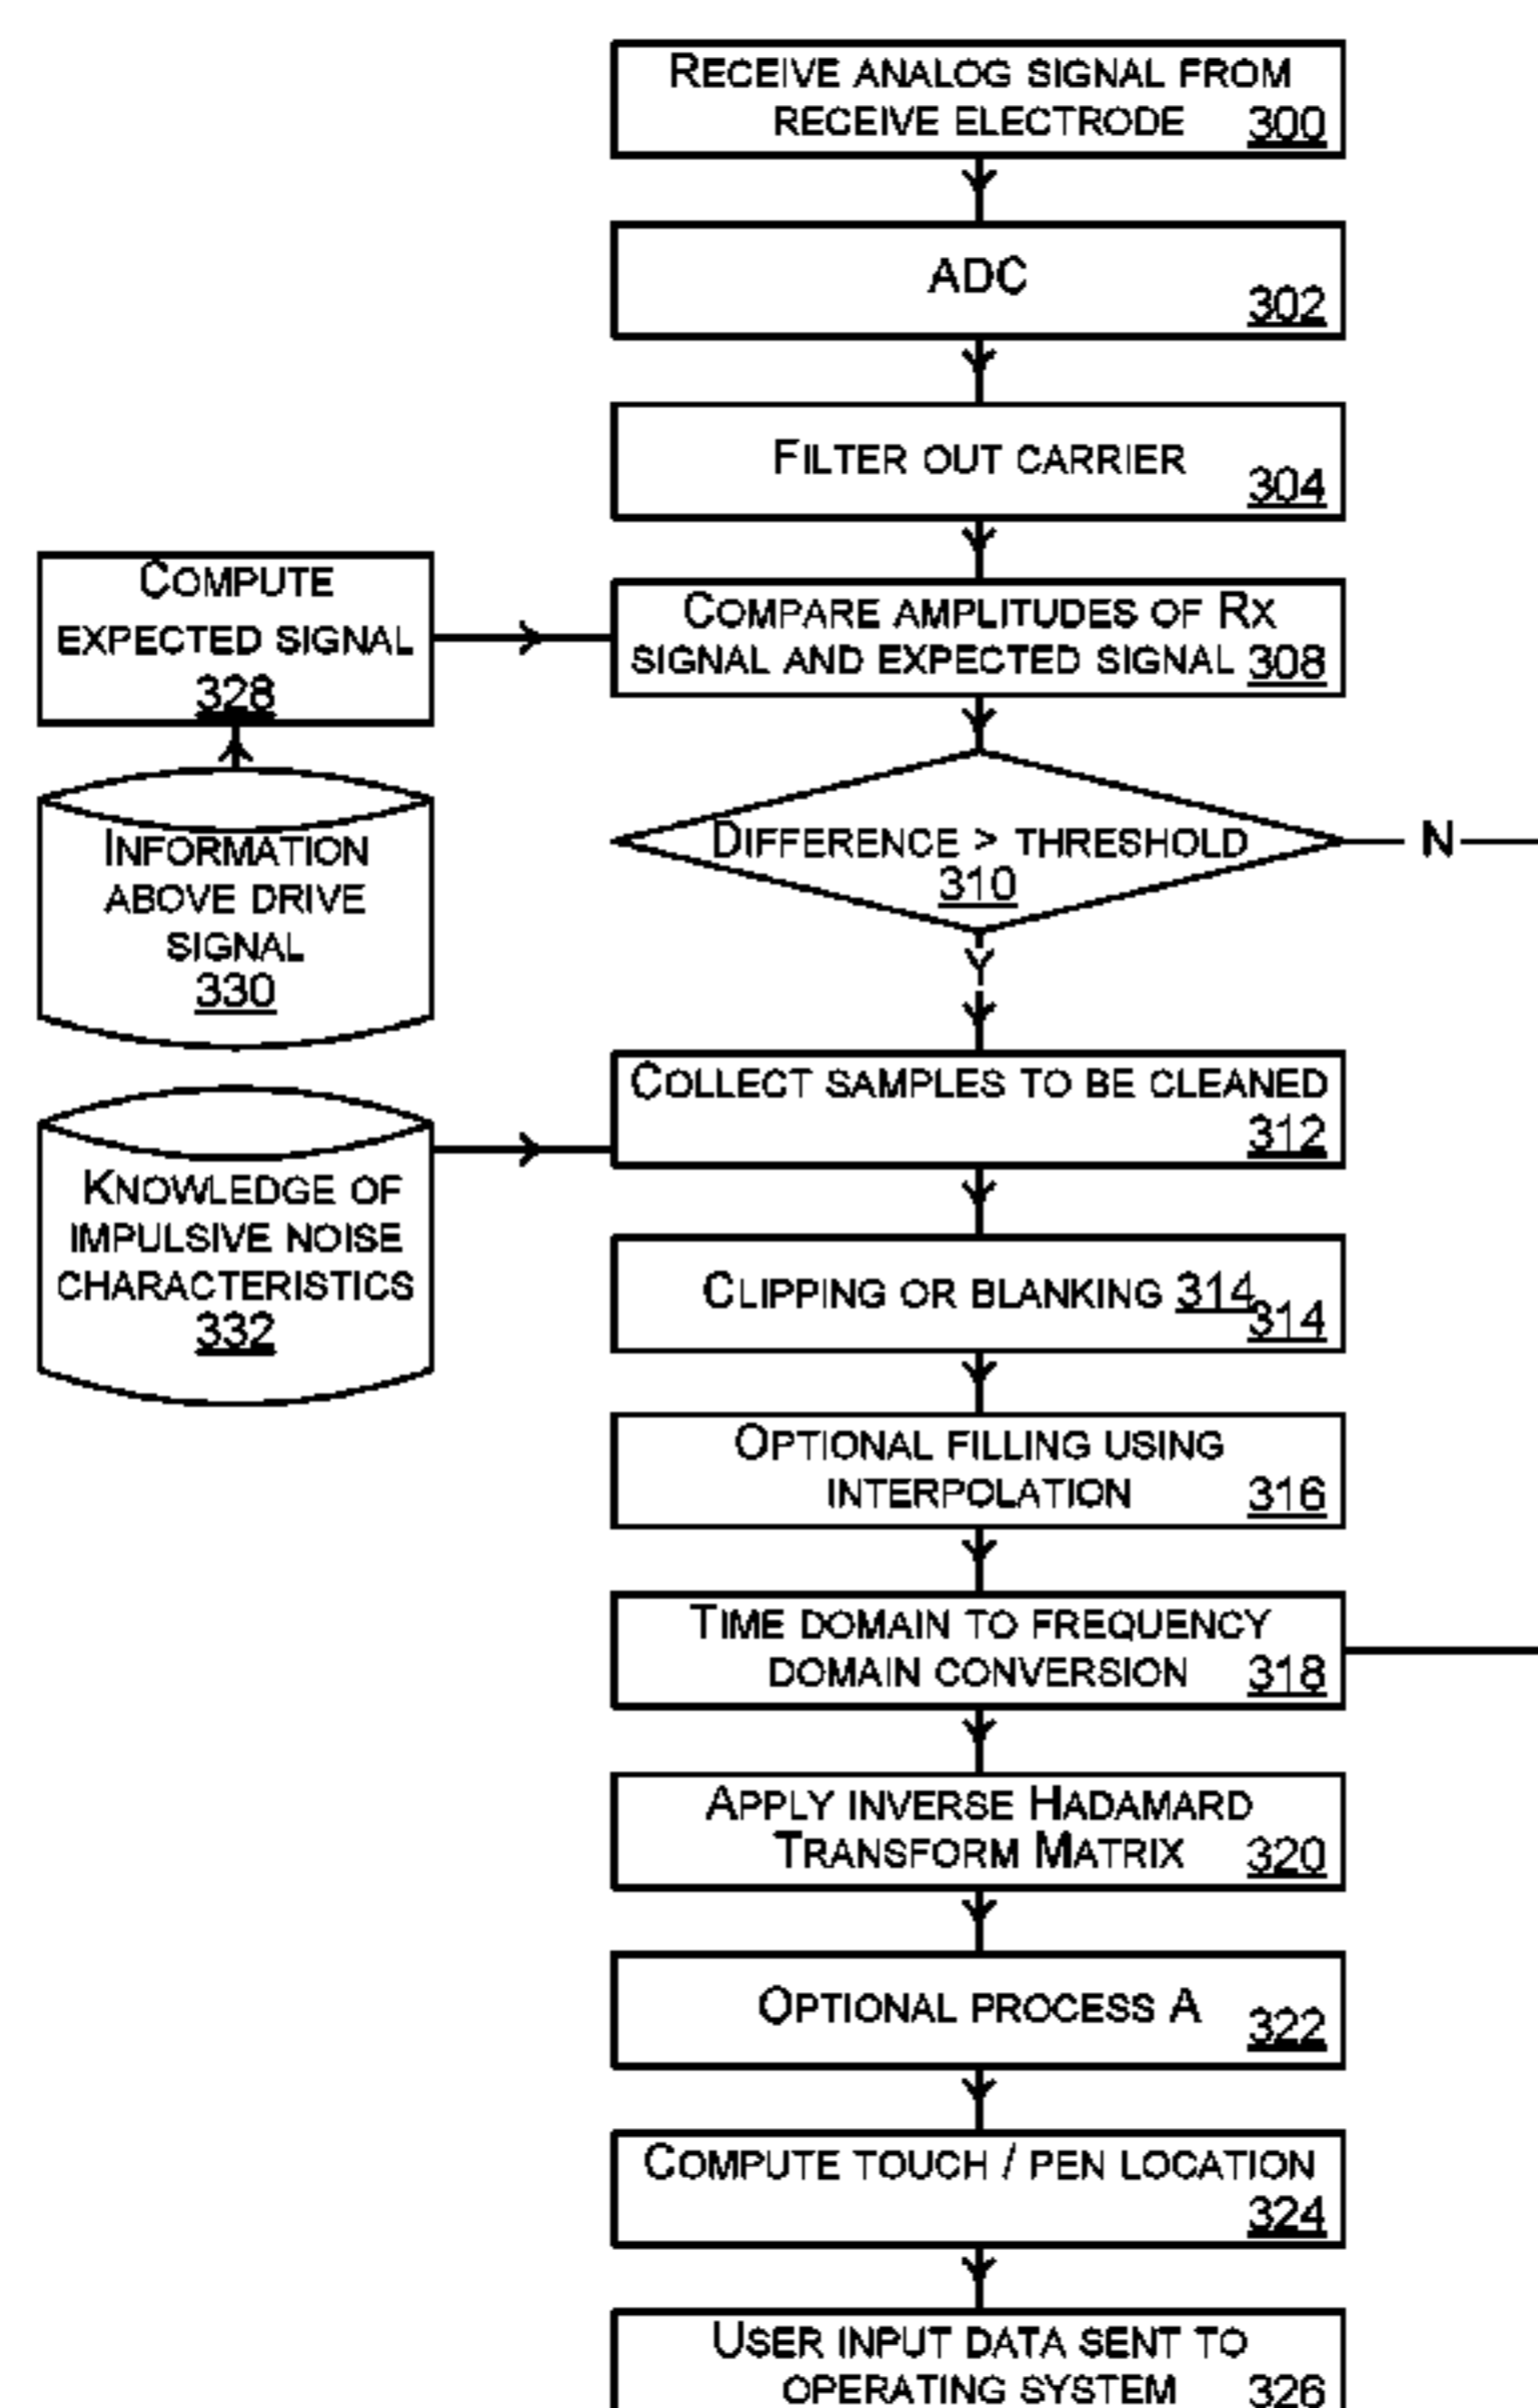 RECEIVE ANALOG SIGNAL FROM
RECEIVE ELECTRODE 300
ADC
302
FILTER OUT CARRIER
304
COMPUTE
EXPECTED SIGNAL
328
COMPARE AMPLITUDES OF RX
SIGNAL AND EXPECTED SIGNAL 308
INFORMATION
ABOVE DRIVE
SIGNAL
330
DIFFERENCE > THRESHOLD
310
N
Y
KNOWLEDGE OF
IMPULSIVE NOISE
CHARACTERISTICS
332
COLLECT SAMPLES TO BE CLEANED
312
CLIPPING OR BLANKING 314
314
OPTIONAL FILLING USING
INTERPOLATION 316
TIME DOMAIN TO FREQUENCY
DOMAIN CONVERSION 318
APPLY INVERSE HADAMARD
TRANSFORM MATRIX 320
OPTIONAL PROCESS A 322
COMPUTE TOUCH / PEN LOCATION
324
USER INPUT DATA SENT TO
OPERATING SYSTEM 326